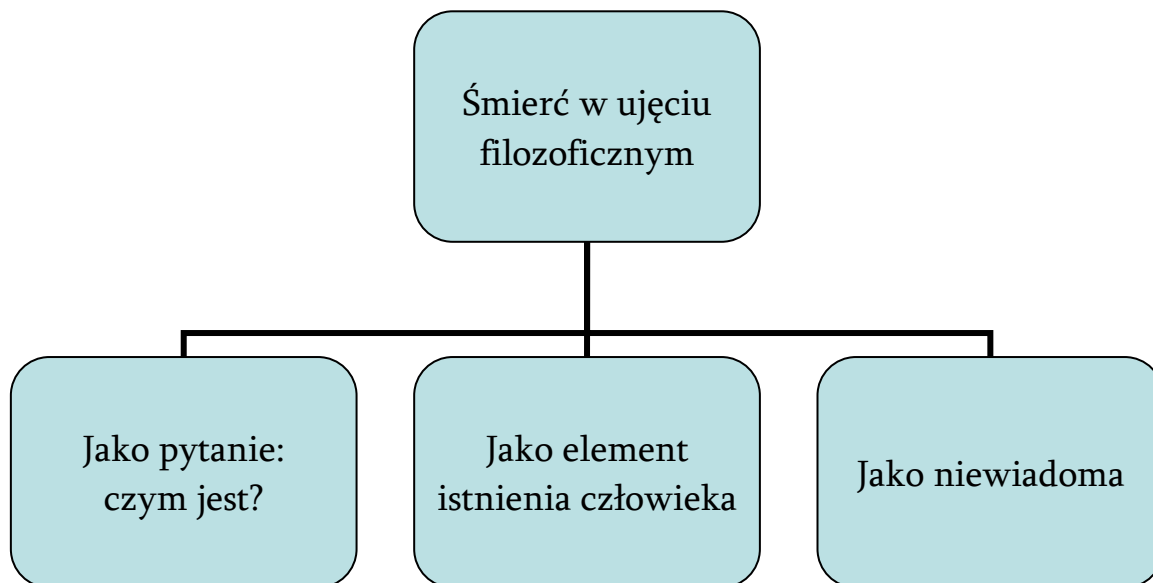 Śmierć w ujęciu
filozoficznym
Jako pytanie:
czym jest?
Jako element
istnienia człowieka
Jako niewiadoma